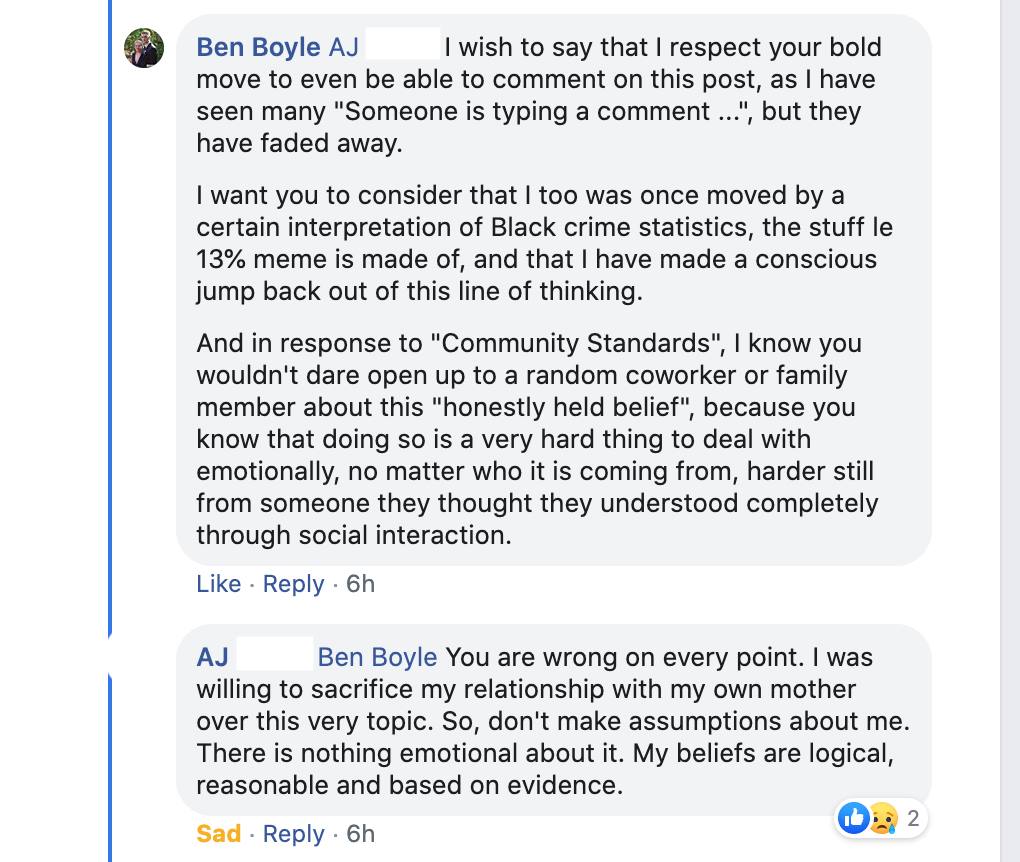 Ben Boyle AJ I wish to say that I respect your bold
move to even be able to comment on this post, as I have
seen many "Someone is typing a comment ...", but they
have faded away.
I want you to consider that I too was once moved by a
certain interpretation of Black crime statistics, the stuff le
13% meme is made of, and that I have made a conscious
jump back out of this line of thinking.
And in response to "Community Standards", I know you
wouldn't dare open up to a random coworker or family
member about this "honestly held belief", because you
know that doing so is a very hard thing to deal with
emotionally, no matter who it is coming from, harder still
from someone they thought they understood completely
through social interaction.
Like · Reply · 6h
AJ Ben Boyle You are wrong on every point. I was
willing to sacrifice my relationship with my own mother
over this very topic. So, don't make assumptions about me.
There is nothing emotional about it. My beliefs are logical,
reasonable and based on evidence.
2
Sad · Reply · 6h